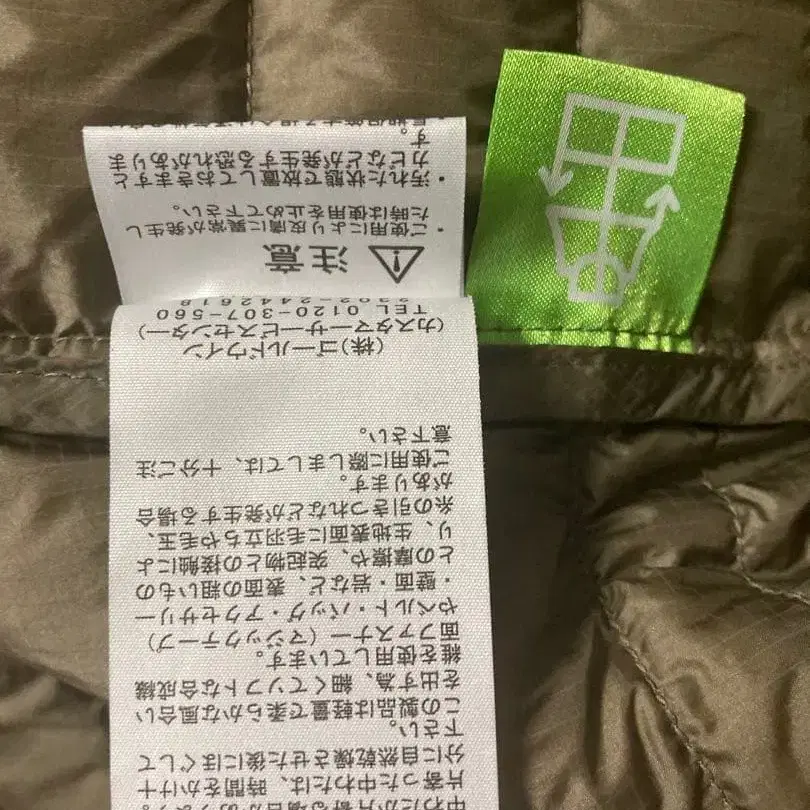 中わたが片寄る場合があ
片寄った中わたは、時間をかけ十
分に自然乾燥させた後にほぐして
下さい。
この製品は軽量で柔らかな風合い
を出す為、細くてソフトな合成繊
維を使用しています。
面ファスナー(マジックテープ)
やベルト・バッグ・アクセサリー
・壁面・岩など、表面の粗いもの
との摩擦や、突起物との接触によ
り、生地表面に毛羽立ちや毛玉、
糸の引きつれなどが発生する場合
があります。
ご使用に際しましては、十分ご注
意下さい。
(株)ゴールドウイン
(カスタマーサービスセンター)
TEL 0120-307-560
注意
・ご使用により皮膚に異常が発生し
た時は使用を止めて下さい。
・汚れた状態で放置しておきますと
カビなどが発生する恐れがありま
す。